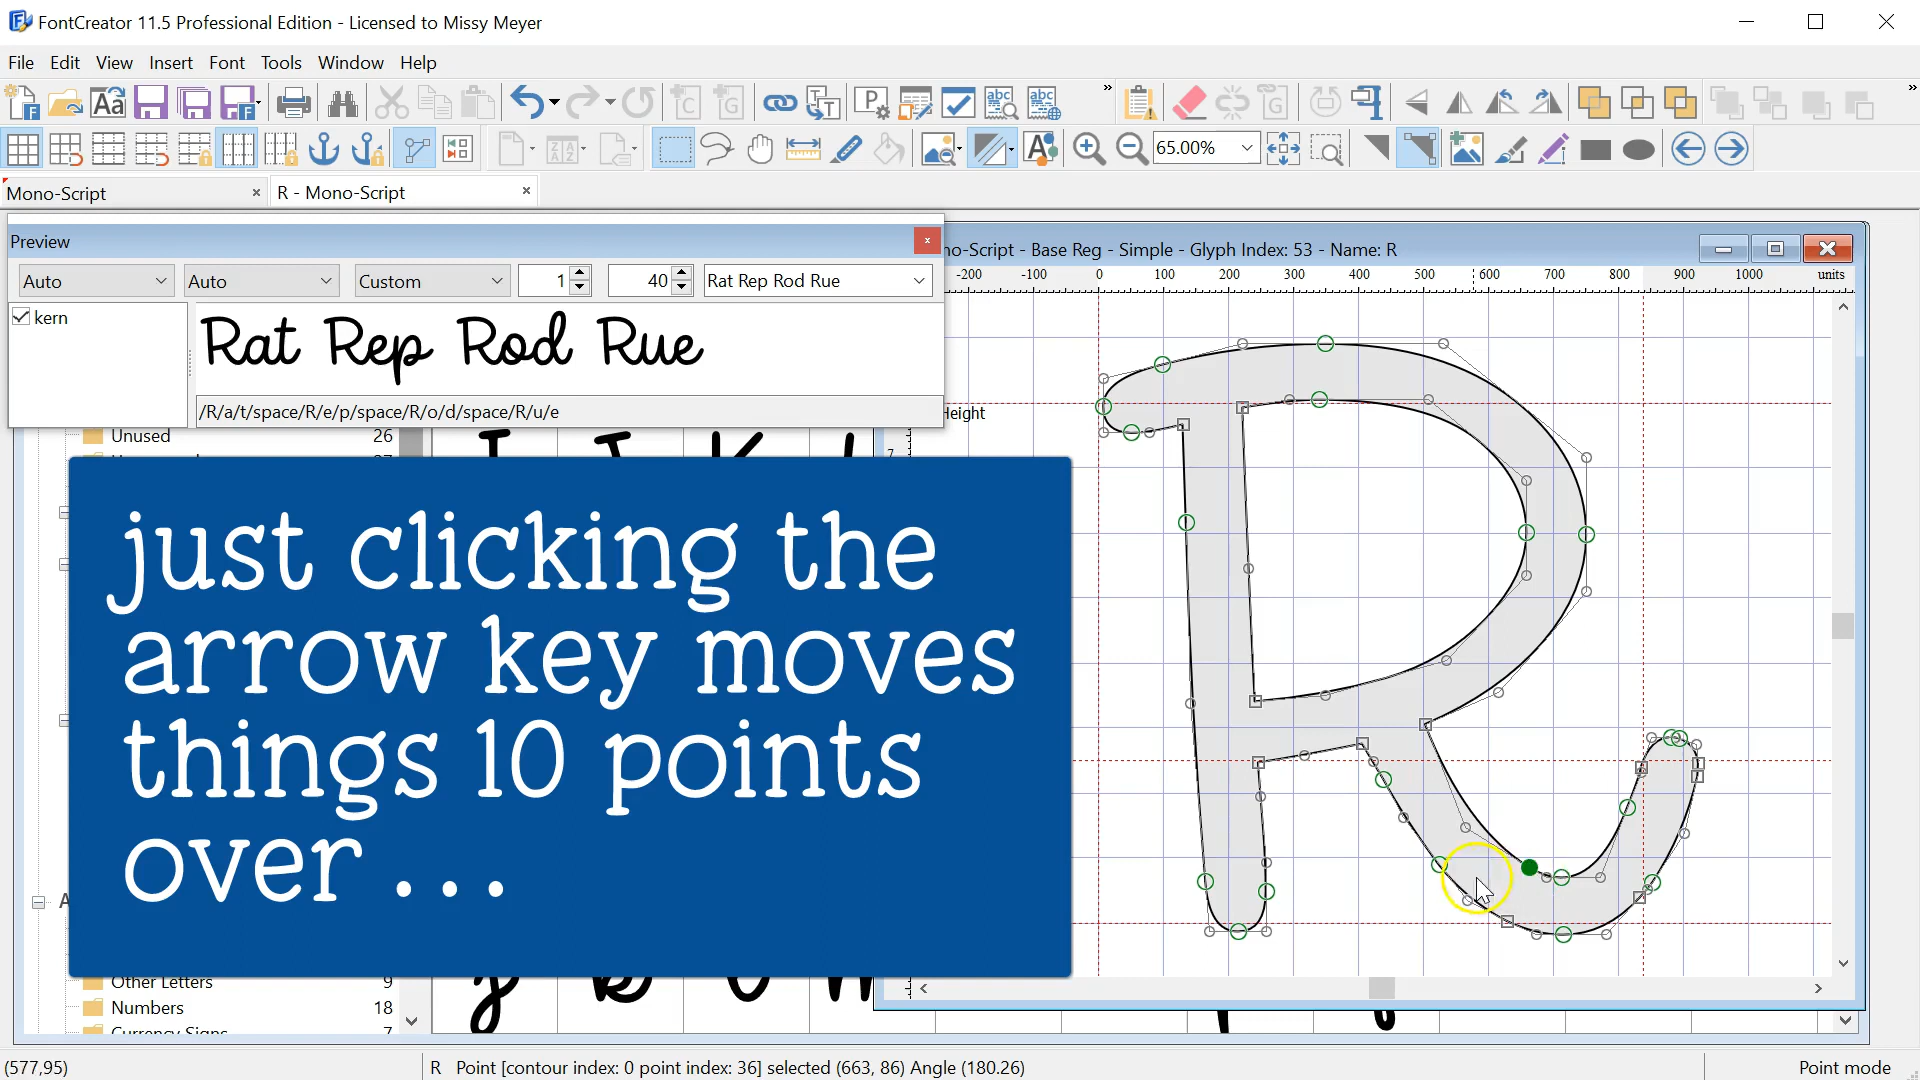 FontCreator 11.5 Professional Edition - Licensed to Missy Meyer
File Edit View Insert Font Tools Window Help
65.00%
Mono-Script
R - Mono-Script
Preview
Auto Auto Custom 1 40 Rat Rep Rod Rue
kern
Rat Rep Rod Rue
/R/a/t/space/R/e/p/space/R/o/d/space/R/u/e
Unused 26
no-Script - Base Reg - Simple - Glyph Index: 53 - Name: R
-200 -100 0 100 200 300 400 500 600 700 800 900 1000 units
Height
just clicking the
arrow key moves
things 10 points
over ...
Other Letters 9
Numbers 18
Currency Signs 7
(577,95)
R Point [contour index: 0 point index: 36] selected (663, 86) Angle (180.26)
Point mode